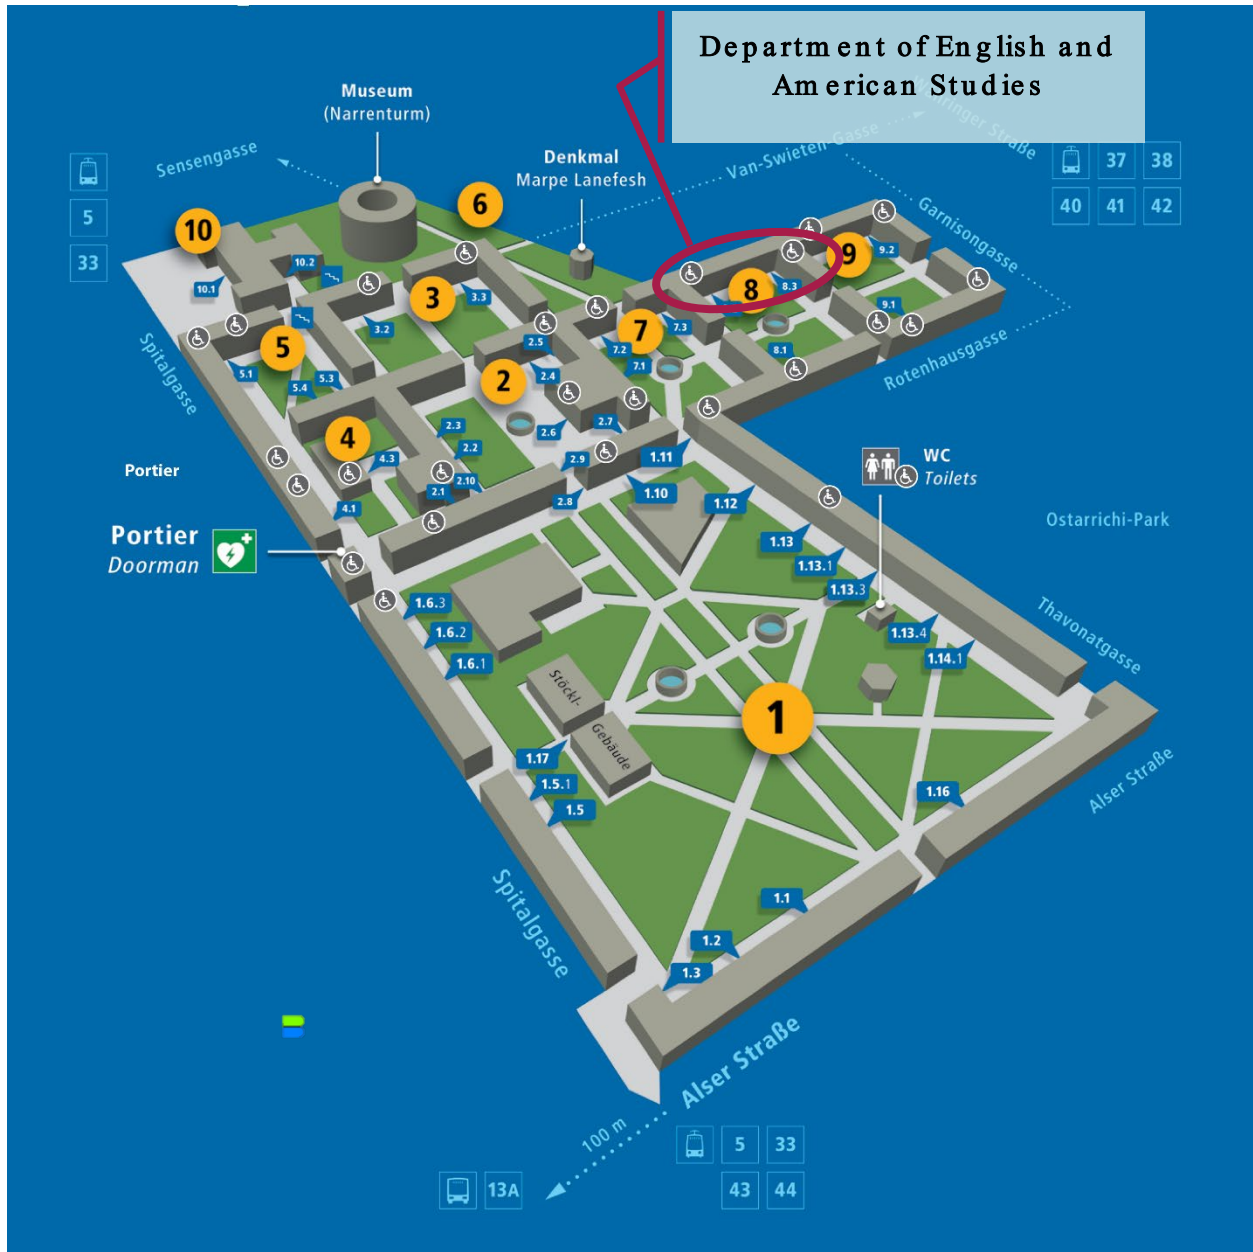 Department of English and
American Studies
Museum
(Narrenturm)
Denkmal
Marpe Lanefesh
Sensengasse
Van-Swieten-Gasse
Währinger Straße
Garnisongasse
Rotenhausgasse
5
33
37
38
40
41
42
10
6
9
8
3
7
5
2
4
10.1
10.2
9.2
9.1
8.3
8.1
3.3
3.2
7.3
7.2
7.1
2.5
2.4
5.1
5.4
5.3
2.3
2.2
2.6
2.7
2.9
2.10
2.1
2.8
4.3
4.1
Spitalgasse
Portier
Portier
Doorman
WC
Toilets
Ostarrichi-Park
Thavonatgasse
Alser Straße
1.11
1.10
1.12
1.13
1.13.1
1.13.3
1.13.4
1.14.1
1.6.3
1.6.2
1.6.1
Stöckl-
Gebäude
1
1.17
1.5.1
1.5
1.16
1.1
1.2
1.3
Spitalgasse
Alser Straße
100 m
13A
5
33
43
44